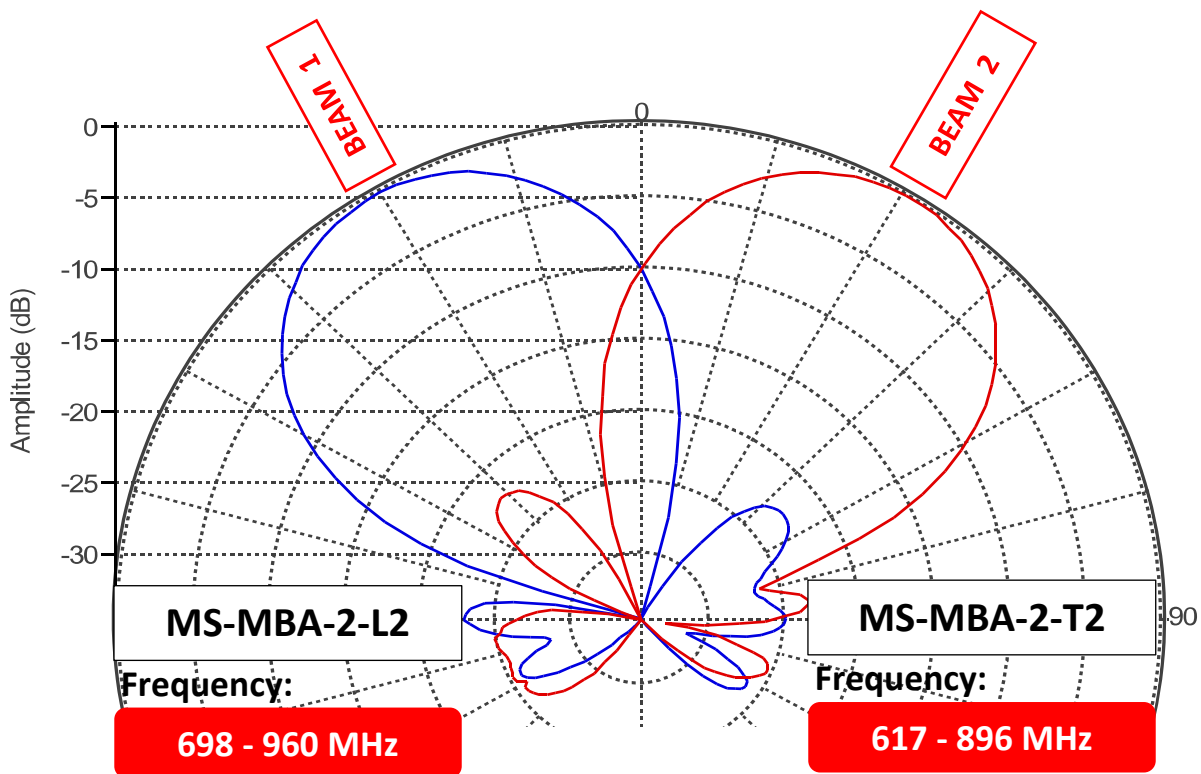 BEAM 1
BEAM 2
0
0
-5
-10
-15
-20
-25
-30
Amplitude (dB)
90
MS-MBA-2-L2
MS-MBA-2-T2
Frequency:
Frequency:
698 - 960 MHz
617 - 896 MHz